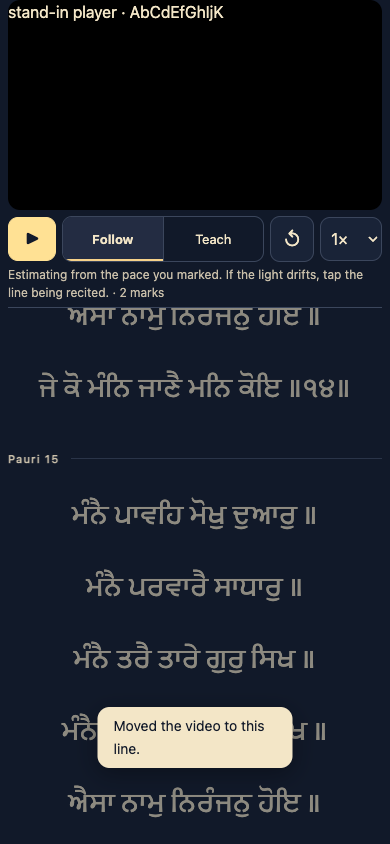 stand-in player · AbCdEfGhIjK
Follow
Teach
1×
Estimating from the pace you marked. If the light drifts, tap the
line being recited. · 2 marks
ਐਸਾ ਨਾਮੁ ਨਿਰੰਜਨੁ ਹੋਇ ॥
ਜੇ ਕੋ ਮੰਨਿ ਜਾਣੈ ਮਨਿ ਕੋਇ ॥੧੪॥
Pauri 15
ਮੰਨੈ ਪਾਵਹਿ ਮੋਖੁ ਦੁਆਰੁ ॥
ਮੰਨੈ ਪਰਵਾਰੈ ਸਾਧਾਰੁ ॥
ਮੰਨੈ ਤਰੈ ਤਾਰੇ ਗੁਰੁ ਸਿਖ ॥
Moved the video to this
line.
ਐਸਾ ਨਾਮੁ ਨਿਰੰਜਨੁ ਹੋਇ ॥